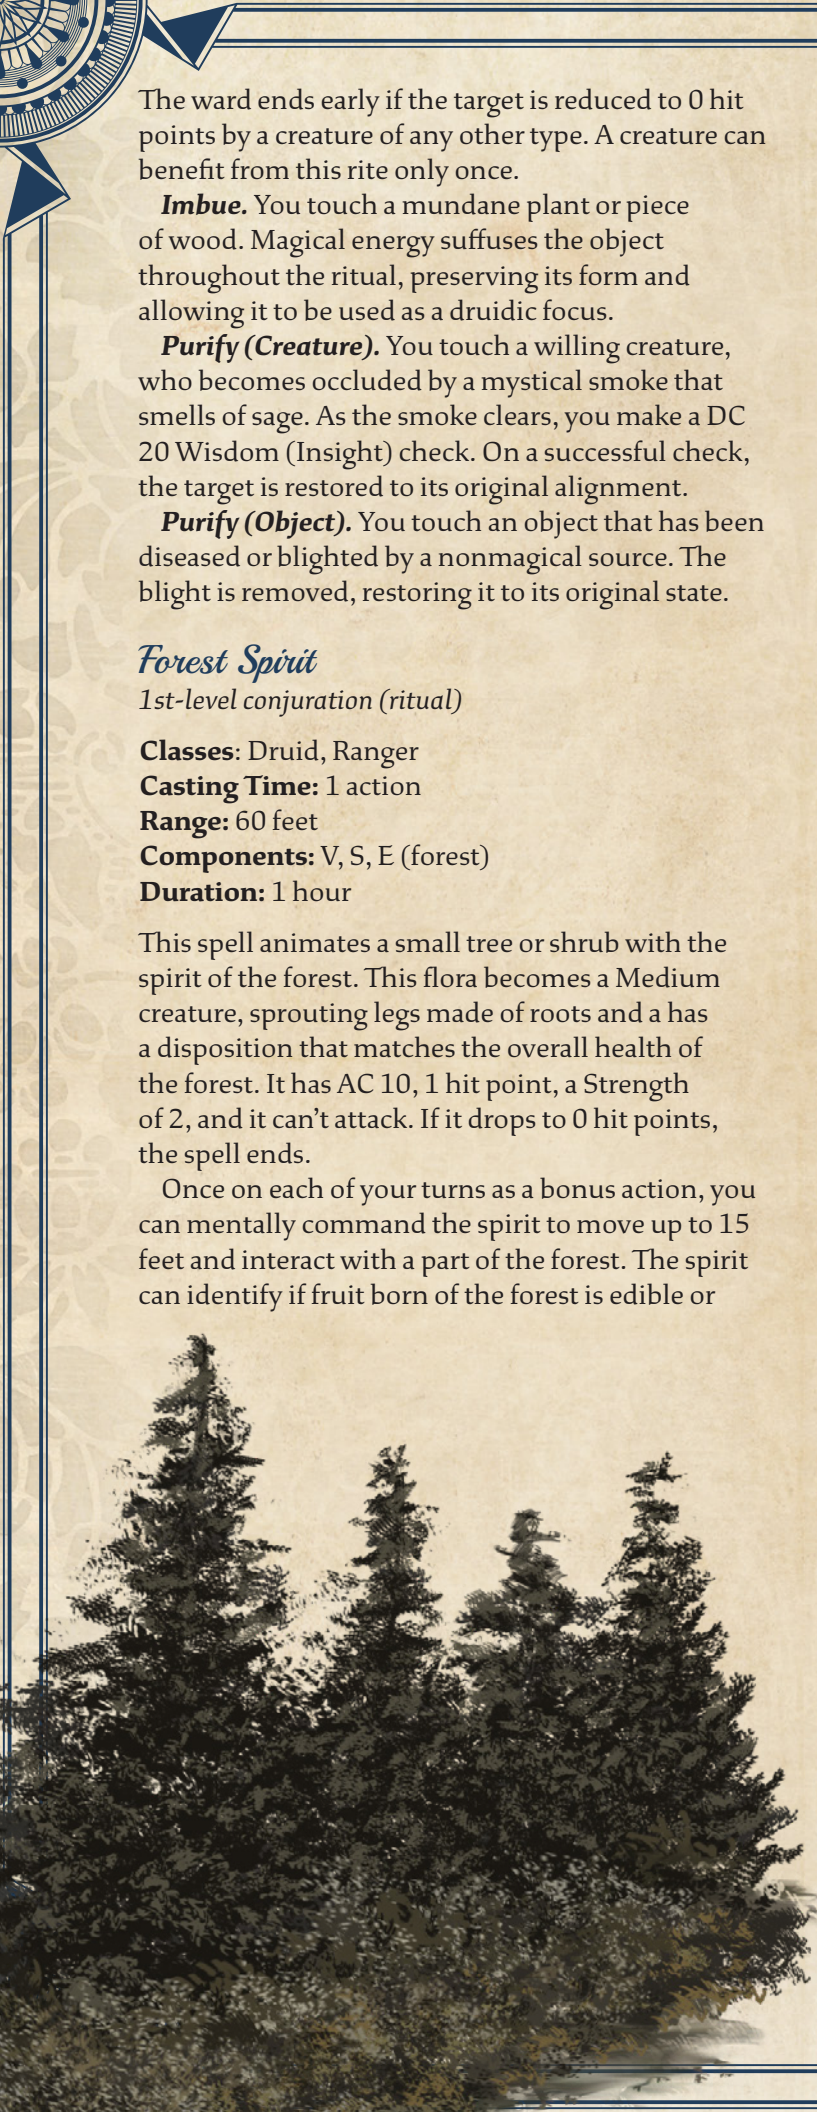 The ward ends early if the target is reduced to 0 hit
points by a creature of any other type. A creature can
benefit from this rite only once.
Imbue. You touch a mundane plant or piece
of wood. Magical energy suffuses the object
throughout the ritual, preserving its form and
allowing it to be used as a druidic focus.
Purify (Creature). You touch a willing creature,
who becomes occluded by a mystical smoke that
smells of sage. As the smoke clears, you make a DC
20 Wisdom (Insight) check. On a successful check,
the target is restored to its original alignment.
Purify (Object). You touch an object that has been
diseased or blighted by a nonmagical source. The
blight is removed, restoring it to its original state.
Forest Spirit
1st-level conjuration (ritual)
Classes: Druid, Ranger
Casting Time: 1 action
Range: 60 feet
Components: V, S, E (forest)
Duration: 1 hour
This spell animates a small tree or shrub with the
spirit of the forest. This flora becomes a Medium
creature, sprouting legs made of roots and a has
a disposition that matches the overall health of
the forest. It has AC 10, 1 hit point, a Strength
of 2, and it can't attack. If it drops to 0 hit points,
the spell ends.
Once on each of your turns as a bonus action, you
can mentally command the spirit to move up to 15
feet and interact with a part of the forest. The spirit
can identify if fruit born of the forest is edible or